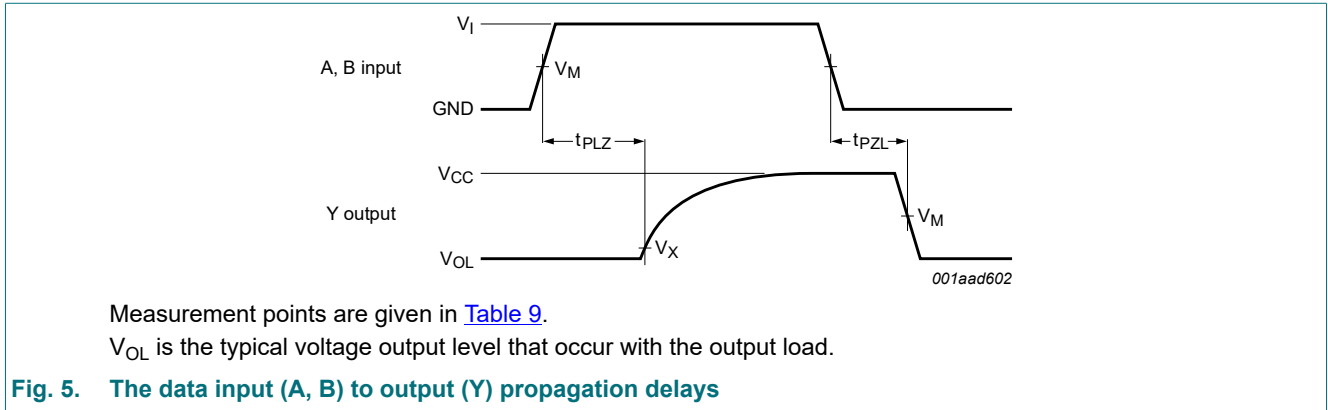 V_I
A, B input
V_M
GND
t_PLZ
t_PZL
V_CC
Y output
V_M
V_X
V_OL
001aad602
Measurement points are given in Table 9.
V_OL is the typical voltage output level that occur with the output load.
Fig. 5. The data input (A, B) to output (Y) propagation delays